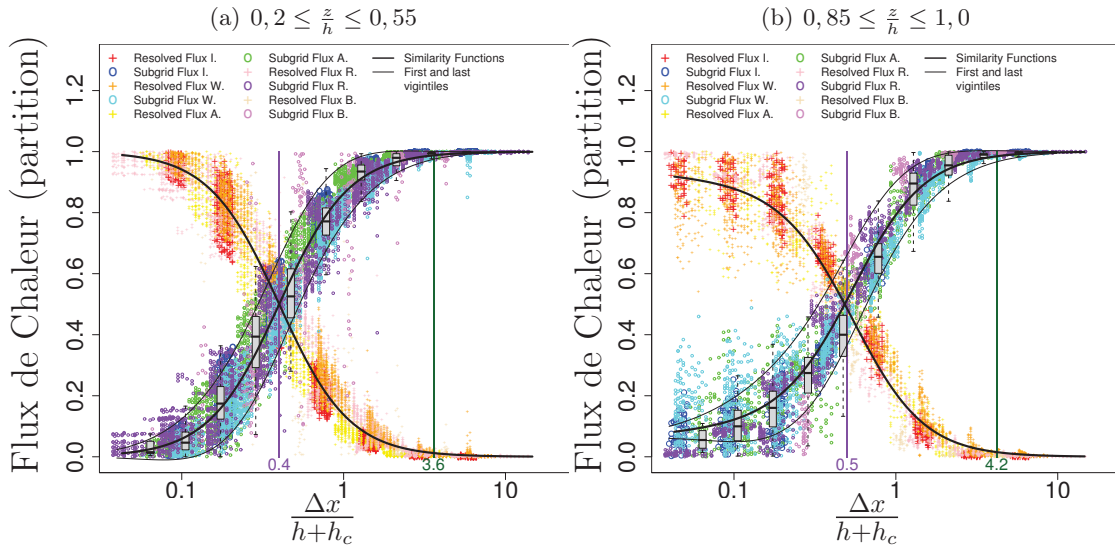 (a) 0, 2 ≤ z/h ≤ 0, 55
Flux de Chaleur (partition)
Resolved Flux I.
Subgrid Flux I.
Resolved Flux W.
Subgrid Flux W.
Resolved Flux A.
Subgrid Flux A.
Resolved Flux R.
Subgrid Flux R.
Resolved Flux B.
Subgrid Flux B.
Similarity Functions
First and last
vigintiles
1.2
1.0
0.8
0.6
0.4
0.2
0.0
0.4
3.6
0.1
1
10
Δx
h+h_c
(b) 0, 85 ≤ z/h ≤ 1, 0
Flux de Chaleur (partition)
Resolved Flux I.
Subgrid Flux I.
Resolved Flux W.
Subgrid Flux W.
Resolved Flux A.
Subgrid Flux A.
Resolved Flux R.
Subgrid Flux R.
Resolved Flux B.
Subgrid Flux B.
Similarity Functions
First and last
vigintiles
1.2
1.0
0.8
0.6
0.4
0.2
0.0
0.5
4.2
0.1
1
10
Δx
h+h_c